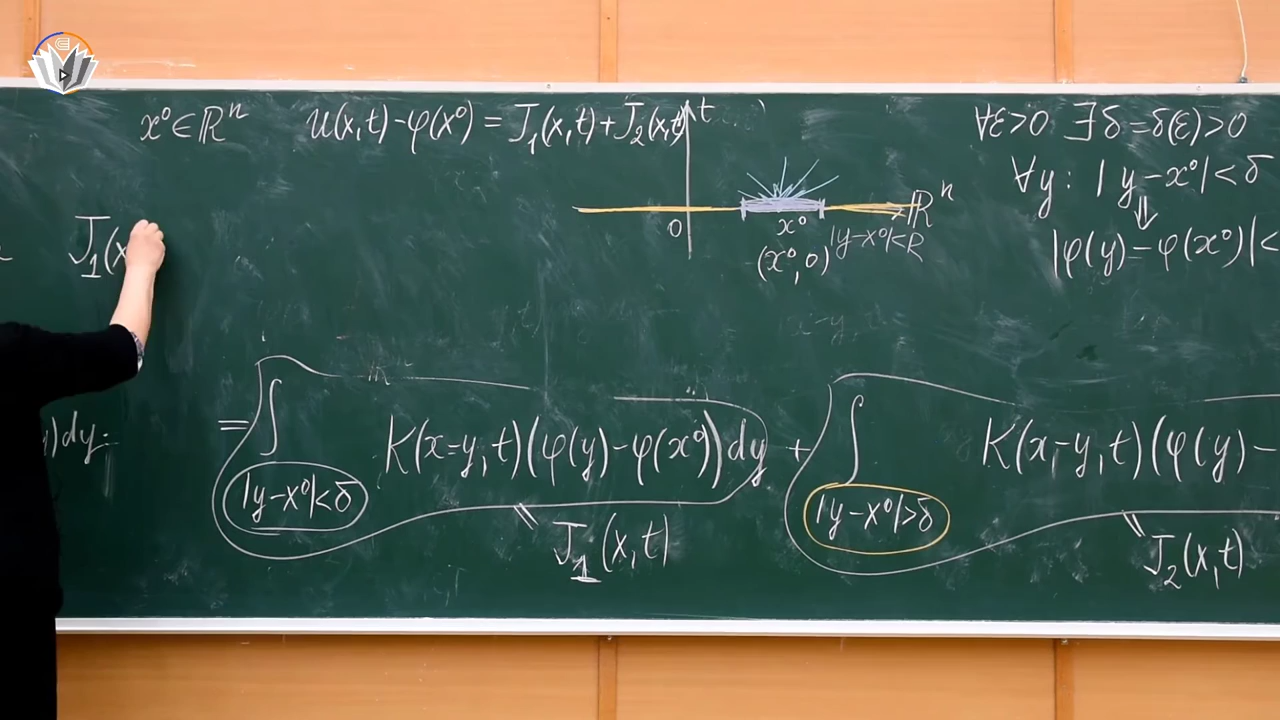 x⁰∈ℝⁿ u(x,t)-φ(x⁰) = J₁(x,t)+J₂(x,t)
t
0
x⁰
ℝⁿ
(x⁰,0) |y-x⁰|<R
∀ε>0 ∃δ=δ(ε)>0
∀y: |y-x⁰|<δ
⇓
|φ(y)-φ(x⁰)|<
J₁(x
)dy.
= ∫ K(x-y,t)(φ(y)-φ(x⁰))dy + ∫ K(x-y,t)(φ(y)-
|y-x⁰|<δ |y-x⁰|>δ
J₁(x,t) J₂(x,t)